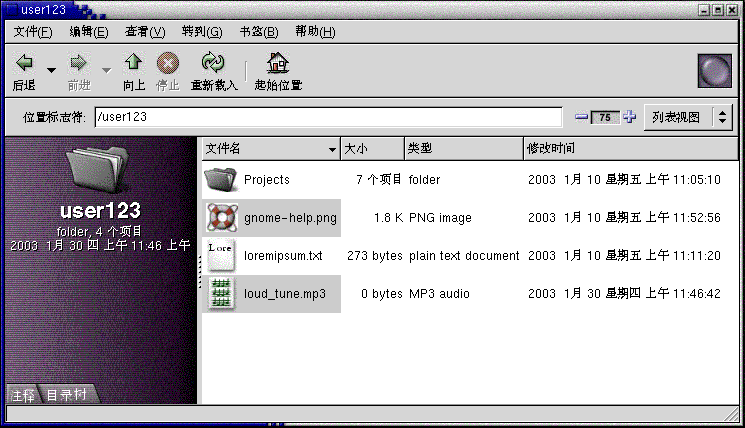 user123
文件(F) 编辑(E) 查看(V) 转到(G) 书签(B) 帮助(H)
后退 前进 向上 停止 重新载入 起始位置
位置标志符: /user123 75 列表视图
文件名 大小 类型 修改时间
Projects 7 个项目 folder 2003 1月 10 星期五 上午 11:05:10
gnome-help.png 1.8 K PNG image 2003 1月 10 星期五 上午 11:52:56
Lore loremipsum.txt 273 bytes plain text document 2003 1月 10 星期五 上午 11:11:20
loud_tune.mp3 0 bytes MP3 audio 2003 1月 30 星期四 上午 11:46:42
user123
folder, 4 个项目
2003 1月 30 四 上午 11:46 上午
注释 目录树